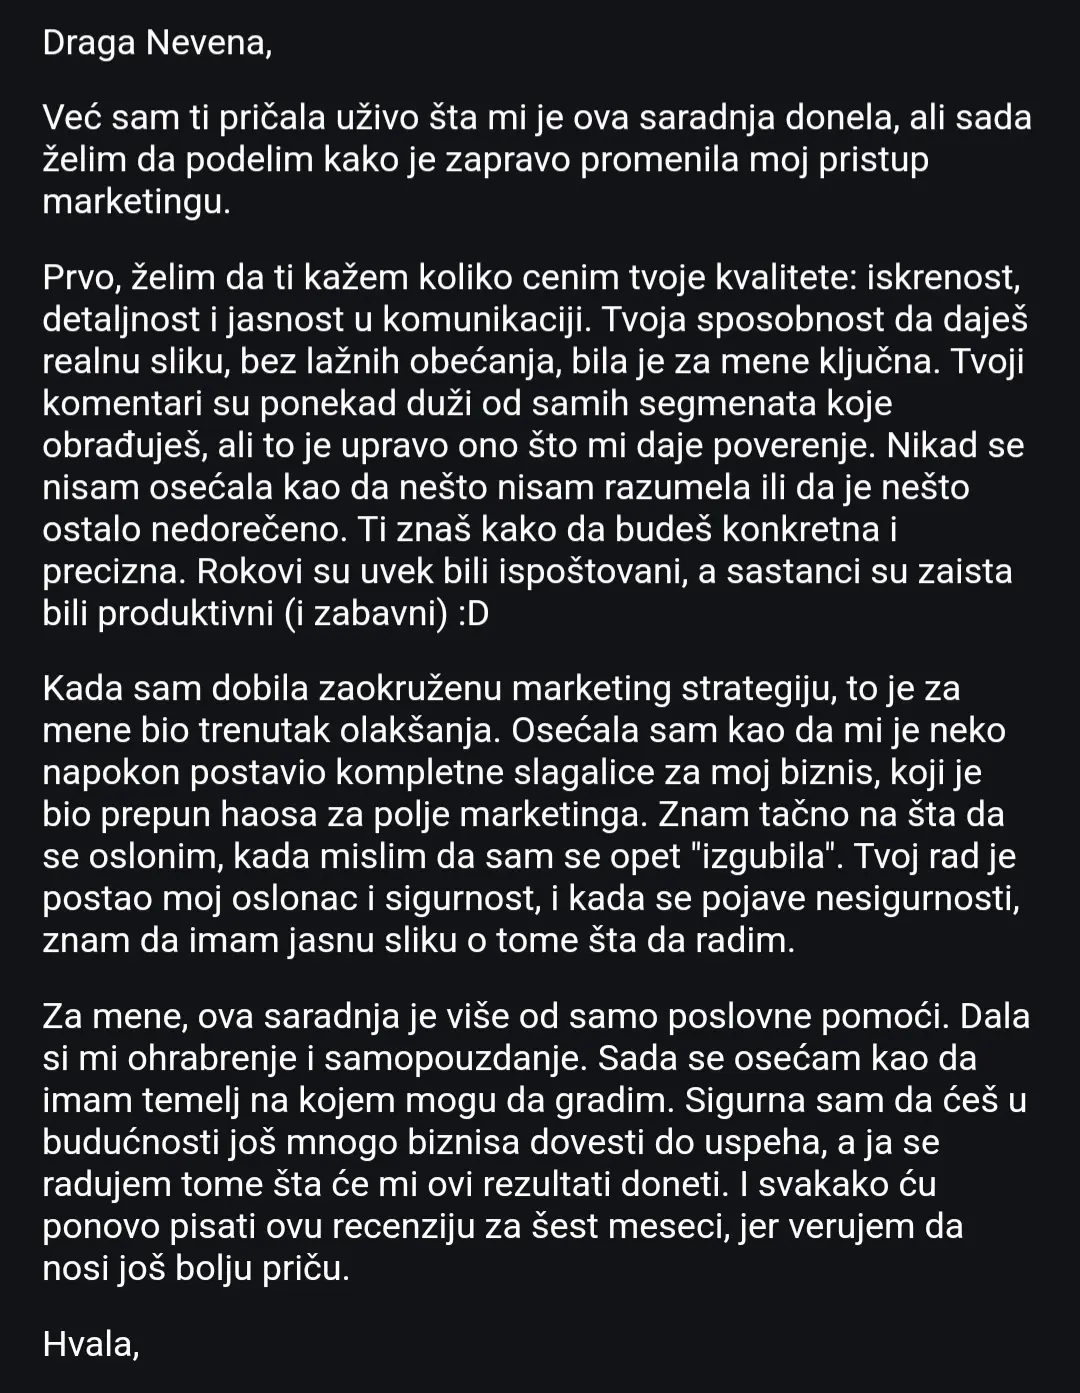 Draga Nevena,
Već sam ti pričala uživo šta mi je ova saradnja donela, ali sada
želim da podelim kako je zapravo promenila moj pristup
marketingu.
Prvo, želim da ti kažem koliko cenim tvoje kvalitete: iskrenost,
detaljnost i jasnost u komunikaciji. Tvoja sposobnost da daješ
realnu sliku, bez lažnih obećanja, bila je za mene ključna. Tvoji
komentari su ponekad duži od samih segmenata koje
obrađuješ, ali to je upravo ono što mi daje poverenje. Nikad se
nisam osećala kao da nešto nisam razumela ili da je nešto
ostalo nedorečeno. Ti znaš kako da budeš konkretna i
precizna. Rokovi su uvek bili ispoštovani, a sastanci su zaista
bili produktivni (i zabavni) :D
Kada sam dobila zaokruženu marketing strategiju, to je za
mene bio trenutak olakšanja. Osećala sam kao da mi je neko
napokon postavio kompletne slagalice za moj biznis, koji je
bio prepun haosa za polje marketinga. Znam tačno na šta da
se oslonim, kada mislim da sam se opet "izgubila". Tvoj rad je
postao moj oslonac i sigurnost, i kada se pojave nesigurnosti,
znam da imam jasnu sliku o tome šta da radim.
Za mene, ova saradnja je više od samo poslovne pomoći. Dala
si mi ohrabrenje i samopouzdanje. Sada se osećam kao da
imam temelj na kojem mogu da gradim. Sigurna sam da ćeš u
budućnosti još mnogo biznisa dovesti do uspeha, a ja se
radujem tome šta će mi ovi rezultati doneti. I svakako ću
ponovo pisati ovu recenziju za šest meseci, jer verujem da
nosi još bolju priču.
Hvala,